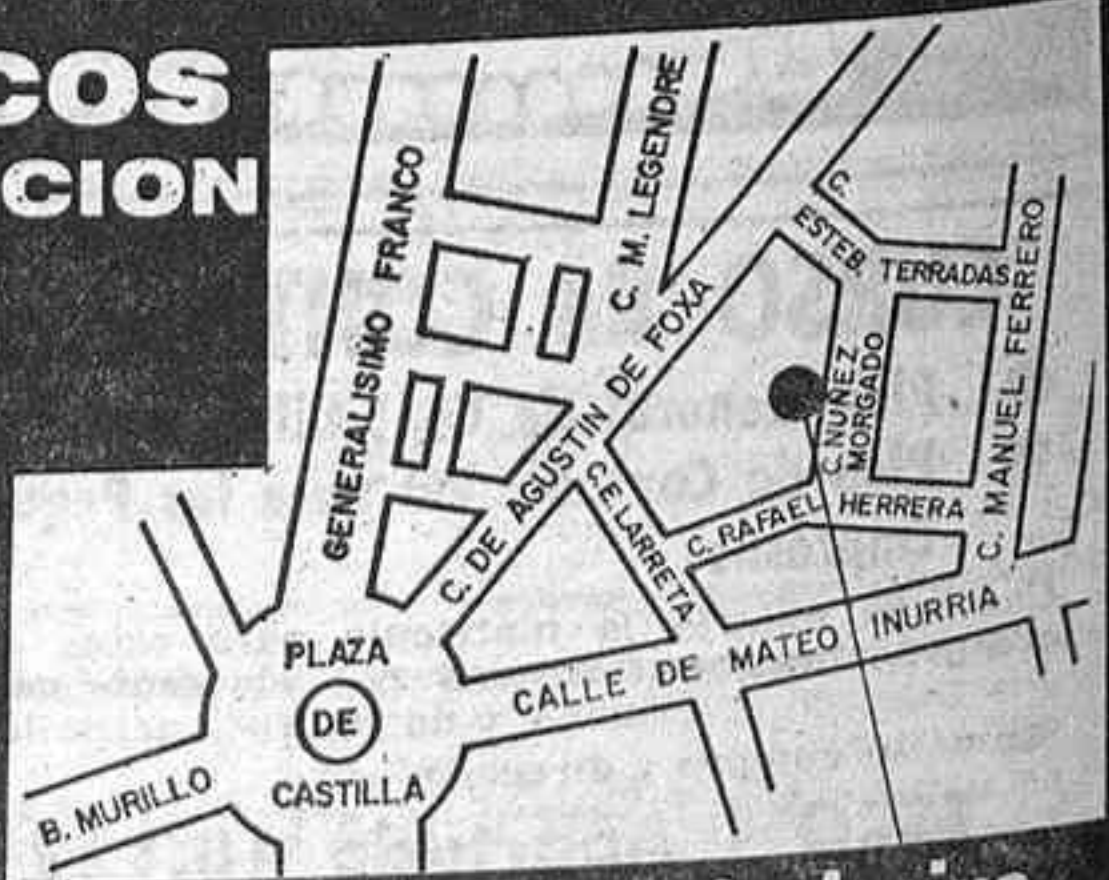 COS
CION
GENERALISIMO FRANCO
C. M. LEGENDRE
C. DE AGUSTIN DE FOXA
C.
ESTEB.
TERRADAS
C. NUÑEZ
MORGADO
C. MANUEL FERRERO
C. RAFAEL HERRERA
C.E. LARRETA
CALLE DE MATEO INURRIA
PLAZA
DE
CASTILLA
B. MURILLO